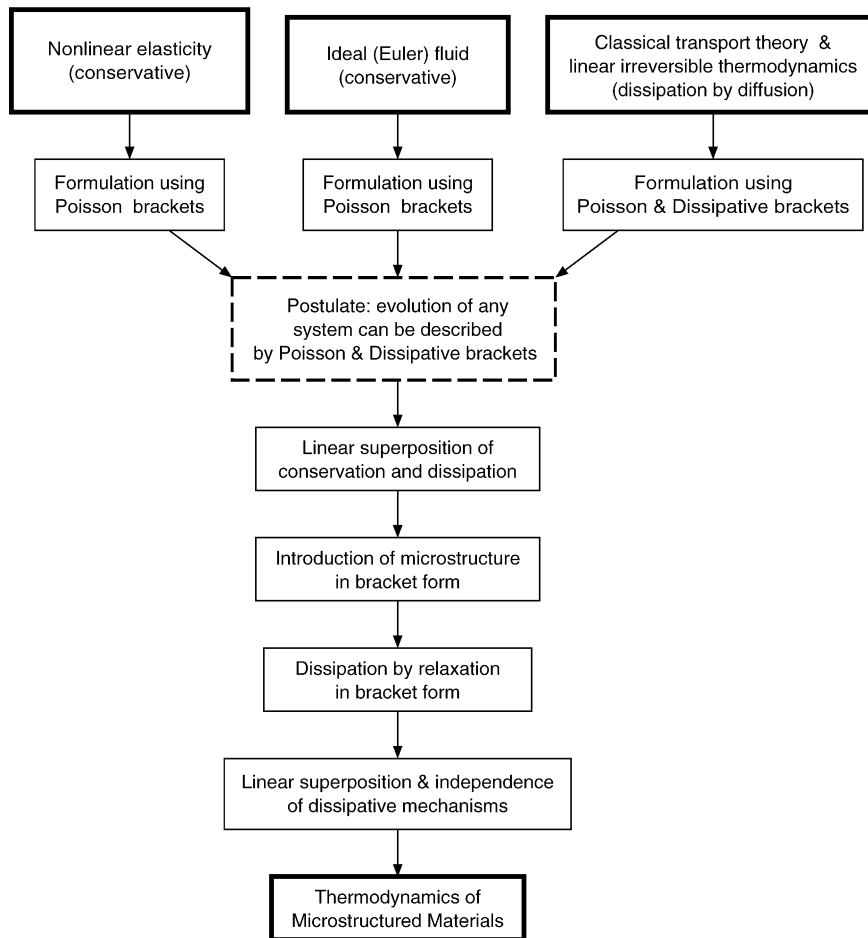 Nonlinear elasticity
(conservative)
Ideal (Euler) fluid
(conservative)
Classical transport theory &
linear irreversible thermodynamics
(dissipation by diffusion)
Formulation using
Poisson brackets
Formulation using
Poisson brackets
Formulation using
Poisson & Dissipative brackets
Postulate: evolution of any
system can be described
by Poisson & Dissipative brackets
Linear superposition of
conservation and dissipation
Introduction of microstructure
in bracket form
Dissipation by relaxation
in bracket form
Linear superposition & independence
of dissipative mechanisms
Thermodynamics of
Microstructured Materials